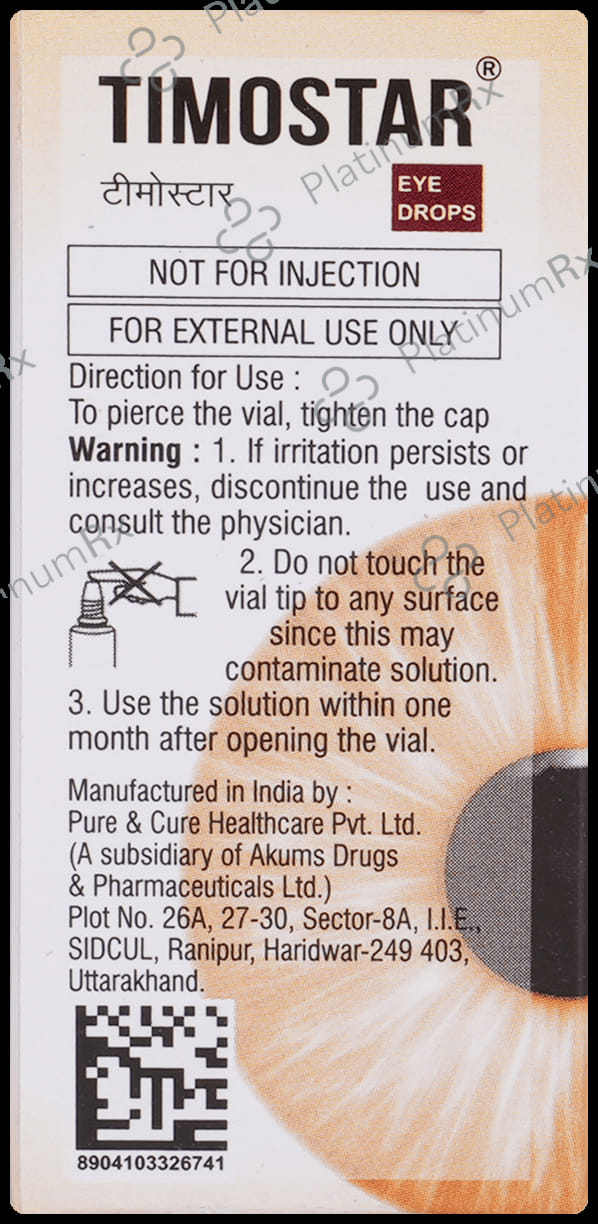 TIMOSTAR®
टीमोस्टार
EYE
DROPS
NOT FOR INJECTION
FOR EXTERNAL USE ONLY
Direction for Use :
To pierce the vial, tighten the cap
Warning : 1. If irritation persists or
increases, discontinue the use and
consult the physician.
2. Do not touch the
vial tip to any surface
since this may
contaminate solution.
3. Use the solution within one
month after opening the vial.
Manufactured in India by :
Pure & Cure Healthcare Pvt. Ltd.
(A subsidiary of Akums Drugs
& Pharmaceuticals Ltd.)
Plot No. 26A, 27-30, Sector-8A, I.I.E.,
SIDCUL, Ranipur, Haridwar-249 403,
Uttarakhand.
8904103326741
PlatinumRx
PlatinumRx
PlatinumRx